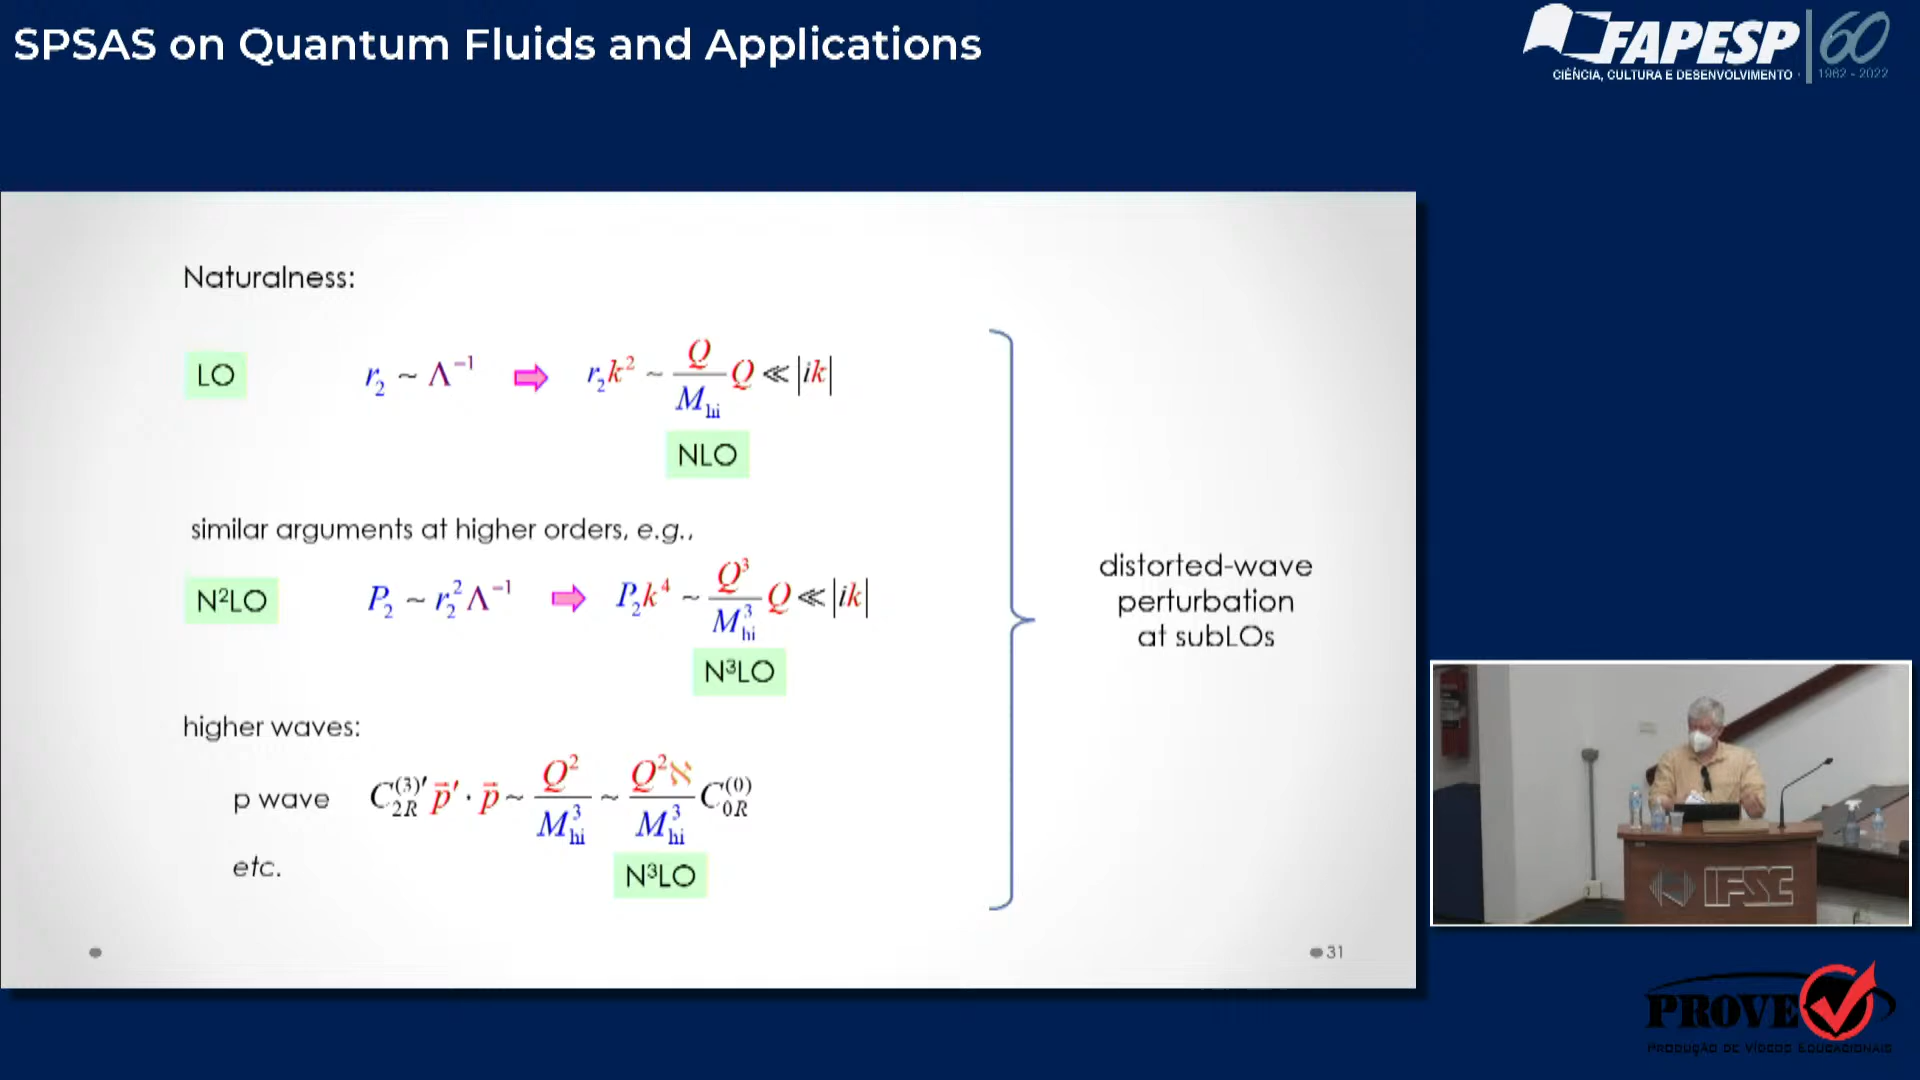 SPSAS on Quantum Fluids and Applications
FAPESP 60
CIÊNCIA, CULTURA E DESENVOLVIMENTO 1962 - 2022
Naturalness:
LO r₂ ~ Λ⁻¹ ⇨ r₂k² ~ Q/M_hi Q ≪ |ik|
NLO
similar arguments at higher orders, e.g.,
N²LO P₂ ~ r₂²Λ⁻¹ ⇨ P₂k⁴ ~ Q³/M³_hi Q ≪ |ik|
N³LO
higher waves:
p wave C₂R⁽³⁾′ p⃗′ · p⃗ ~ Q²/M³_hi ~ Q²ℵ/M³_hi C₀R⁽⁰⁾
N³LO
etc.
distorted-wave
perturbation
at subLOs
31
IFSC
PROVE
PRODUÇÃO DE VÍDEOS EDUCACIONAIS